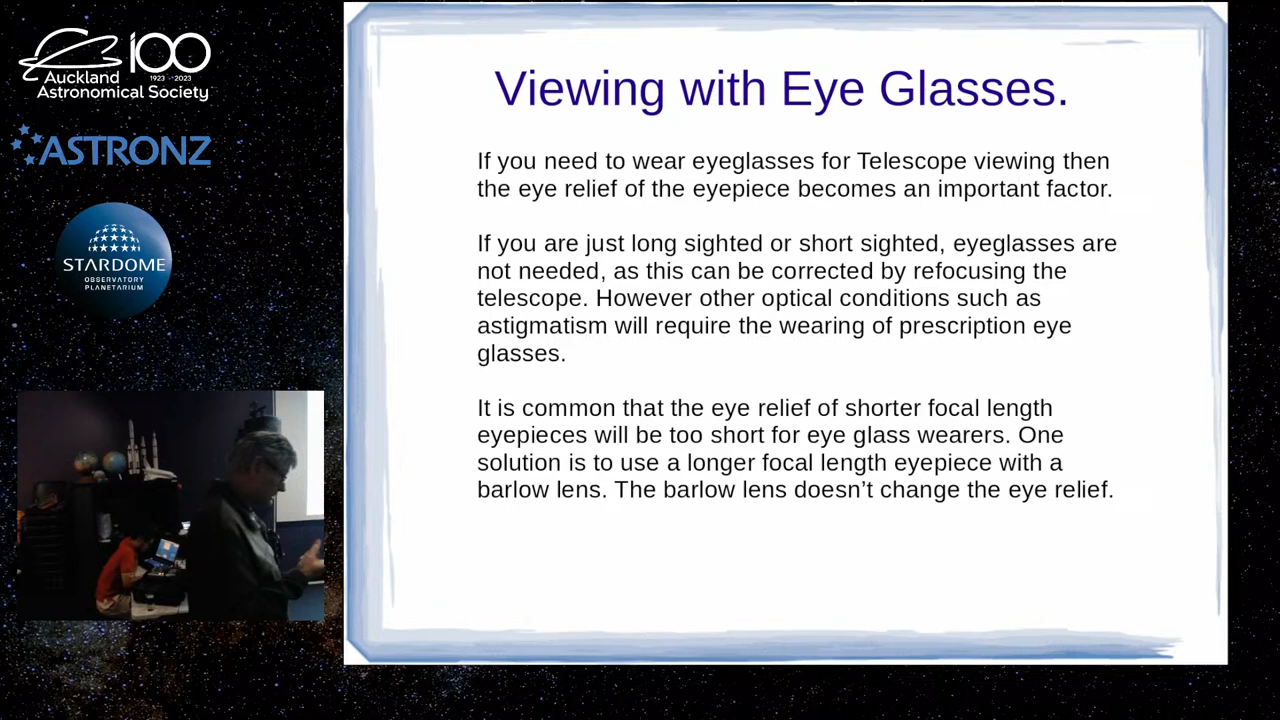 100
1923 - 2023
Auckland
Astronomical Society
ASTRONZ
STARDOME
OBSERVATORY
PLANETARIUM
Viewing with Eye Glasses.
If you need to wear eyeglasses for Telescope viewing then
the eye relief of the eyepiece becomes an important factor.
If you are just long sighted or short sighted, eyeglasses are
not needed, as this can be corrected by refocusing the
telescope. However other optical conditions such as
astigmatism will require the wearing of prescription eye
glasses.
It is common that the eye relief of shorter focal length
eyepieces will be too short for eye glass wearers. One
solution is to use a longer focal length eyepiece with a
barlow lens. The barlow lens doesn’t change the eye relief.